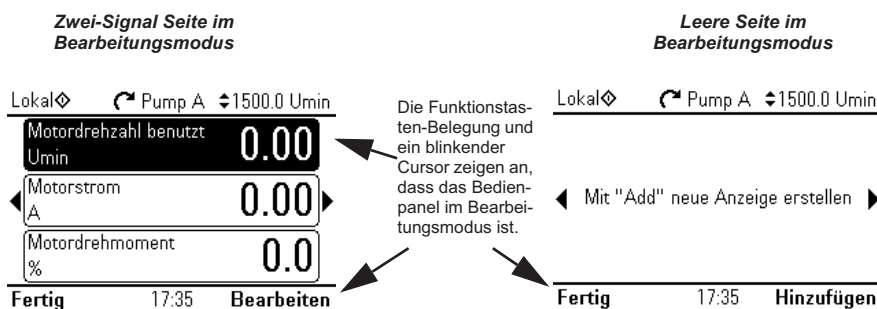 Zwei-Signal Seite im
Bearbeitungsmodus
Lokal Pump A 1500.0 Umin
Motordrehzahl benutzt
Umin
0.00
Motorstrom
A
0.00
Motordrehmoment
%
0.0
Fertig 17:35 Bearbeiten
Die Funktionstas-
ten-Belegung und
ein blinkender
Cursor zeigen an,
dass das Bedien-
panel im Bearbei-
tungsmodus ist.
Leere Seite im
Bearbeitungsmodus
Lokal Pump A 1500.0 Umin
Mit "Add" neue Anzeige erstellen
Fertig 17:35 Hinzufügen